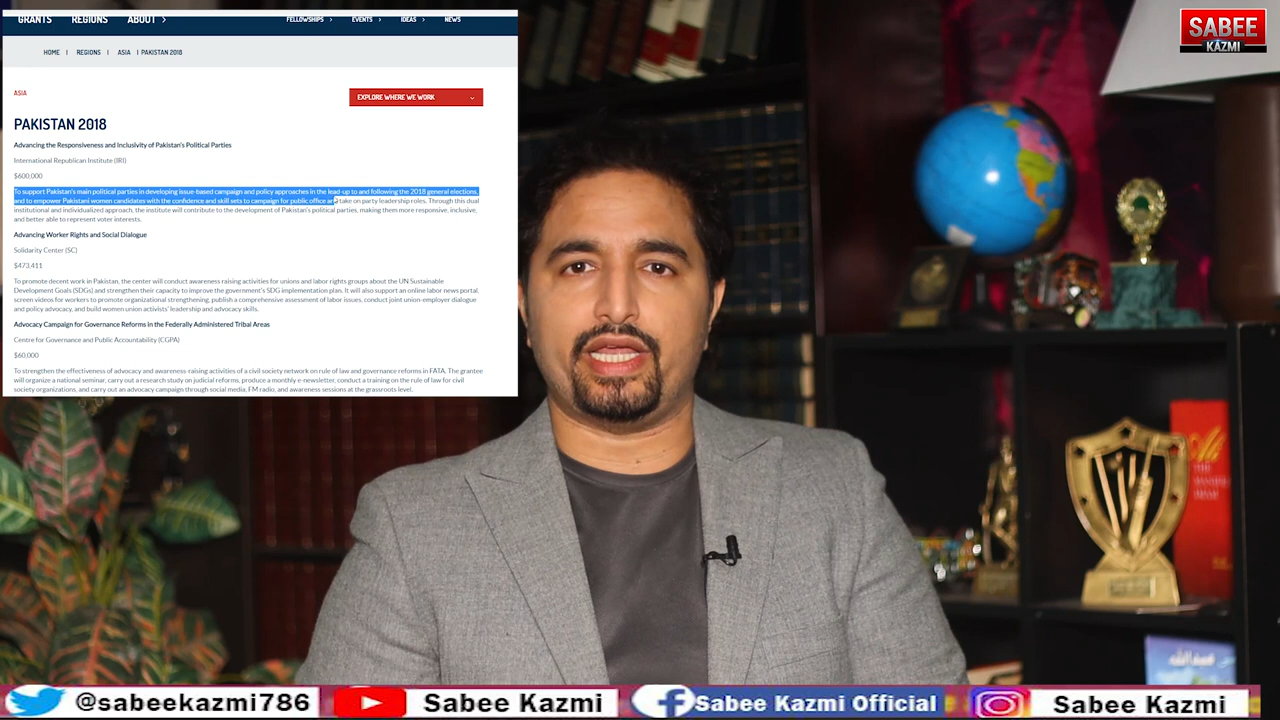 GRANTS REGIONS ABOUT
FELLOWSHIPS EVENTS IDEAS NEWS
HOME | REGIONS | ASIA | PAKISTAN 2018
ASIA
EXPLORE WHERE WE WORK
PAKISTAN 2018
Advancing the Responsiveness and Inclusivity of Pakistan's Political Parties
International Republican Institute (IRI)
$600,000
To support Pakistan's main political parties in developing issue-based campaign and policy approaches in the lead-up to and following the 2018 general elections,
and to empower Pakistani women candidates with the confidence and skill sets to campaign for public office and take on party leadership roles. Through this dual
institutional and individualized approach, the institute will contribute to the development of Pakistan's political parties, making them more responsive, inclusive,
and better able to represent voter interests.
Advancing Worker Rights and Social Dialogue
Solidarity Center (SC)
$473,411
To promote decent work in Pakistan, the center will conduct awareness raising activities for unions and labor rights groups about the UN Sustainable
Development Goals (SDGs) and strengthen their capacity to improve the government's SDG implementation plan. It will also support an online labor news portal,
screen videos for workers to promote organizational strengthening, publish a comprehensive assessment of labor issues, conduct joint union-employer dialogue
and policy advocacy, and build women union activists' leadership and advocacy skills.
Advocacy Campaign for Governance Reforms in the Federally Administered Tribal Areas
Centre for Governance and Public Accountability (CGPA)
$60,000
To strengthen the effectiveness of advocacy and awareness-raising activities of a civil society network on rule of law and governance reforms in FATA. The grantee
will organize a national seminar, carry out a research study on judicial reforms, produce a monthly e-newsletter, conduct a training on the rule of law for civil
society organizations, and carry out an advocacy campaign through social media, FM radio, and awareness sessions at the grassroots level.
SABEE
KAZMI
THE
@sabeekazmi786 Sabee Kazmi Sabee Kazmi Official Sabee Kazmi